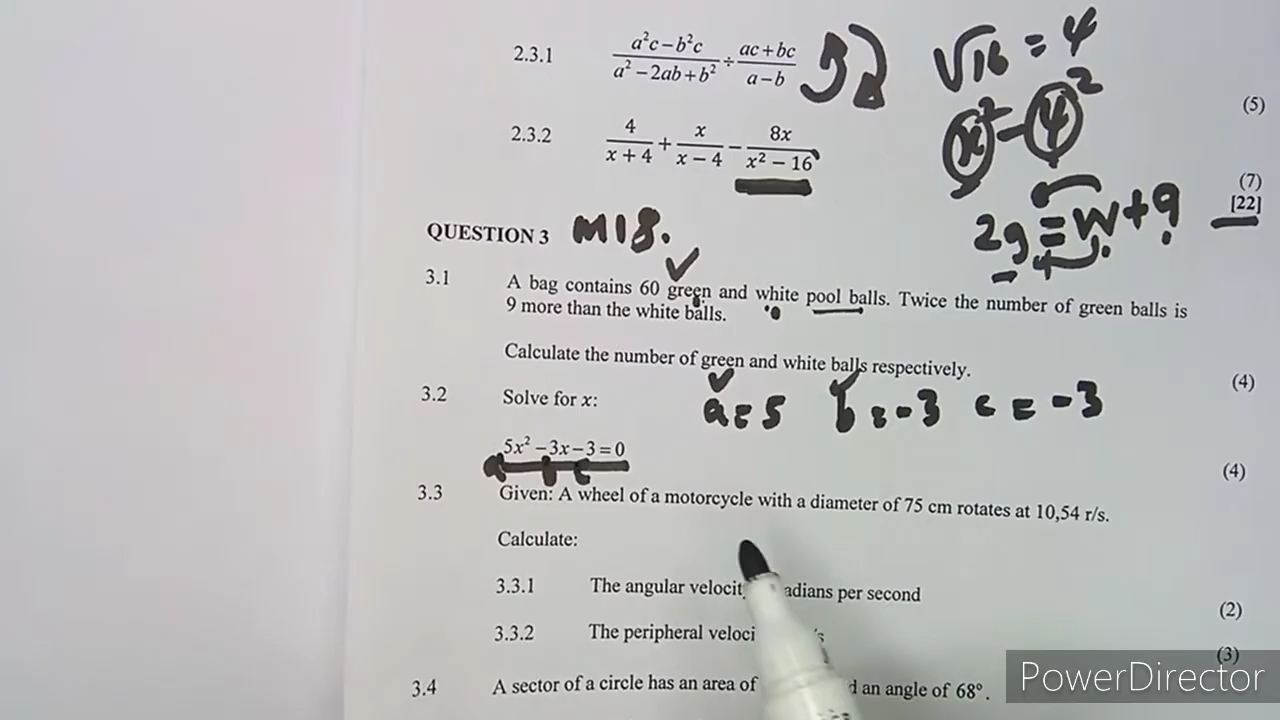 2.3.1 a²c – b²c / a² – 2ab + b² ÷ ac + bc / a – b (5)
√16 = 4
x² – 4²
2.3.2 4 / x + 4 + x / x – 4 – 8x / x² – 16 (7)
[22]
2g = w + 9
QUESTION 3 M18.
3.1 A bag contains 60 green and white pool balls. Twice the number of green balls is
9 more than the white balls.
Calculate the number of green and white balls respectively. (4)
3.2 Solve for x:
a = 5 b = -3 c = -3
5x² – 3x – 3 = 0 (4)
3.3 Given: A wheel of a motorcycle with a diameter of 75 cm rotates at 10,54 r/s.
Calculate:
3.3.1 The angular radians per second (2)
3.3.2 The peripheral (3)
3.4 A sector of a circle has an area of an angle of 68°.
PowerDirector